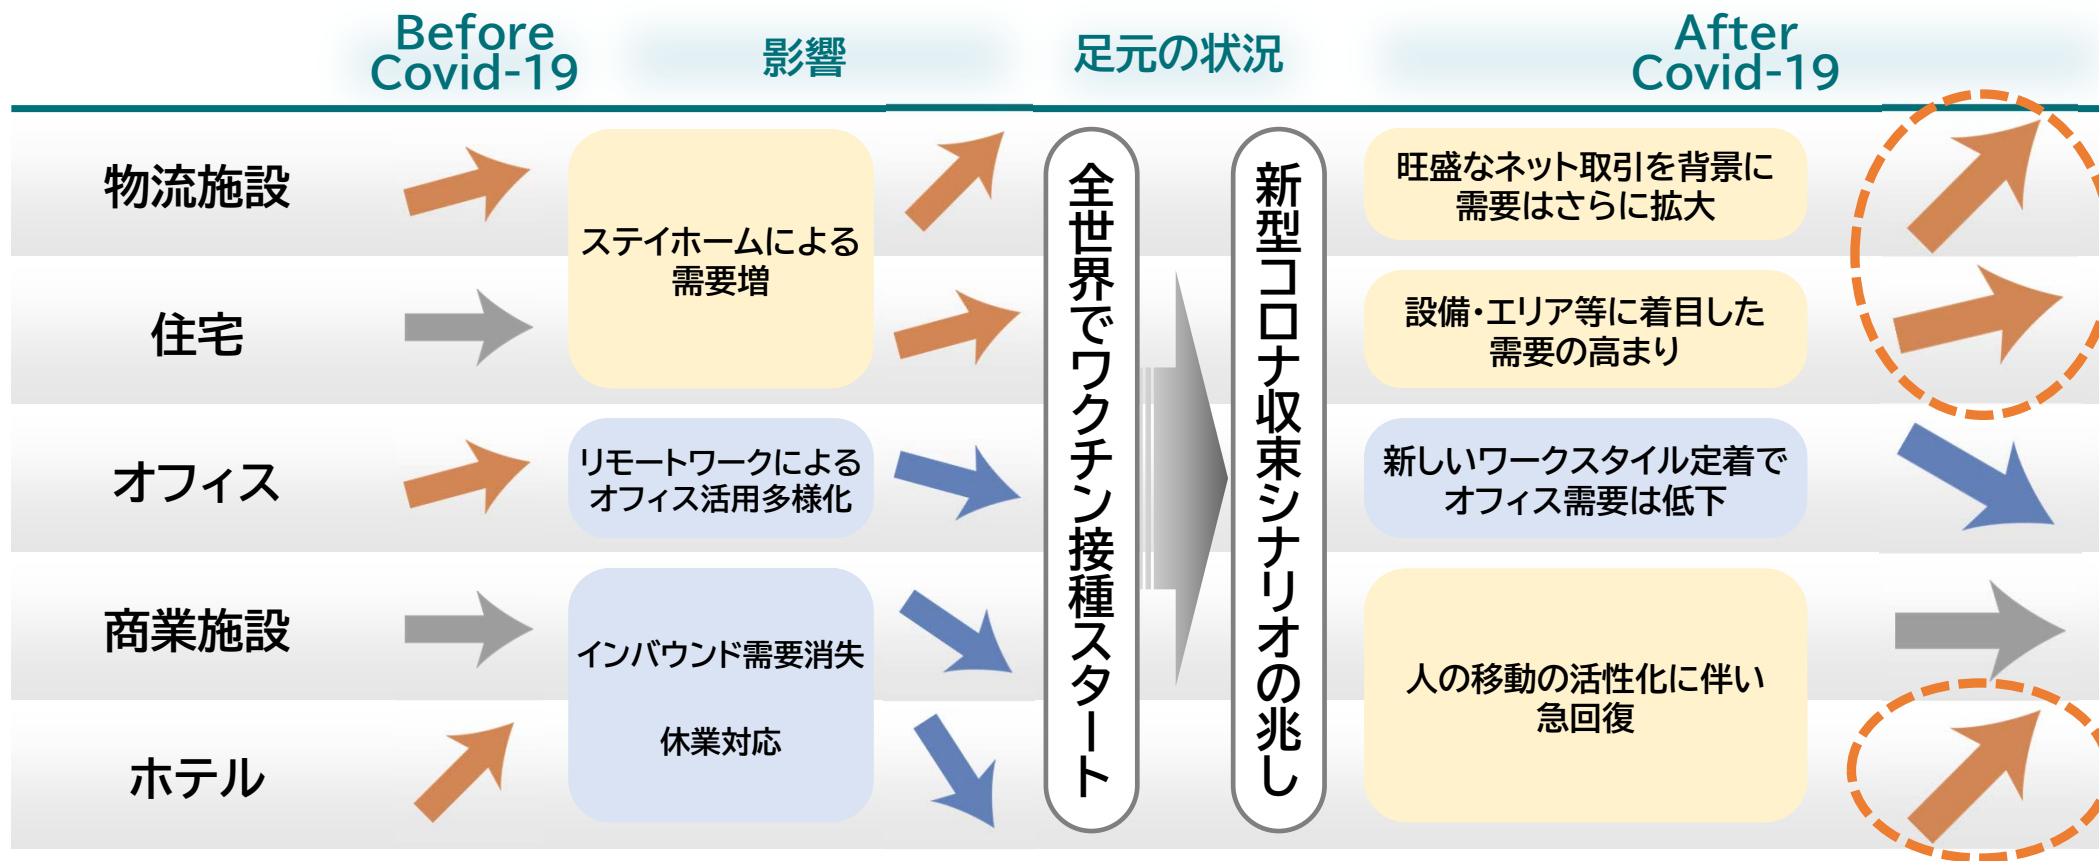 Before
Covid-19
影響
足元の状況
After
Covid-19
物流施設
住宅
オフィス
商業施設
ホテル
ステイホームによる
需要増
リモートワークによる
オフィス活用多様化
インバウンド需要消失
休業対応
全世界でワクチン接種スタート
新型コロナ収束シナリオの兆し
旺盛なネット取引を背景に
需要はさらに拡大
設備・エリア等に着目した
需要の高まり
新しいワークスタイル定着で
オフィス需要は低下
人の移動の活性化に伴い
急回復